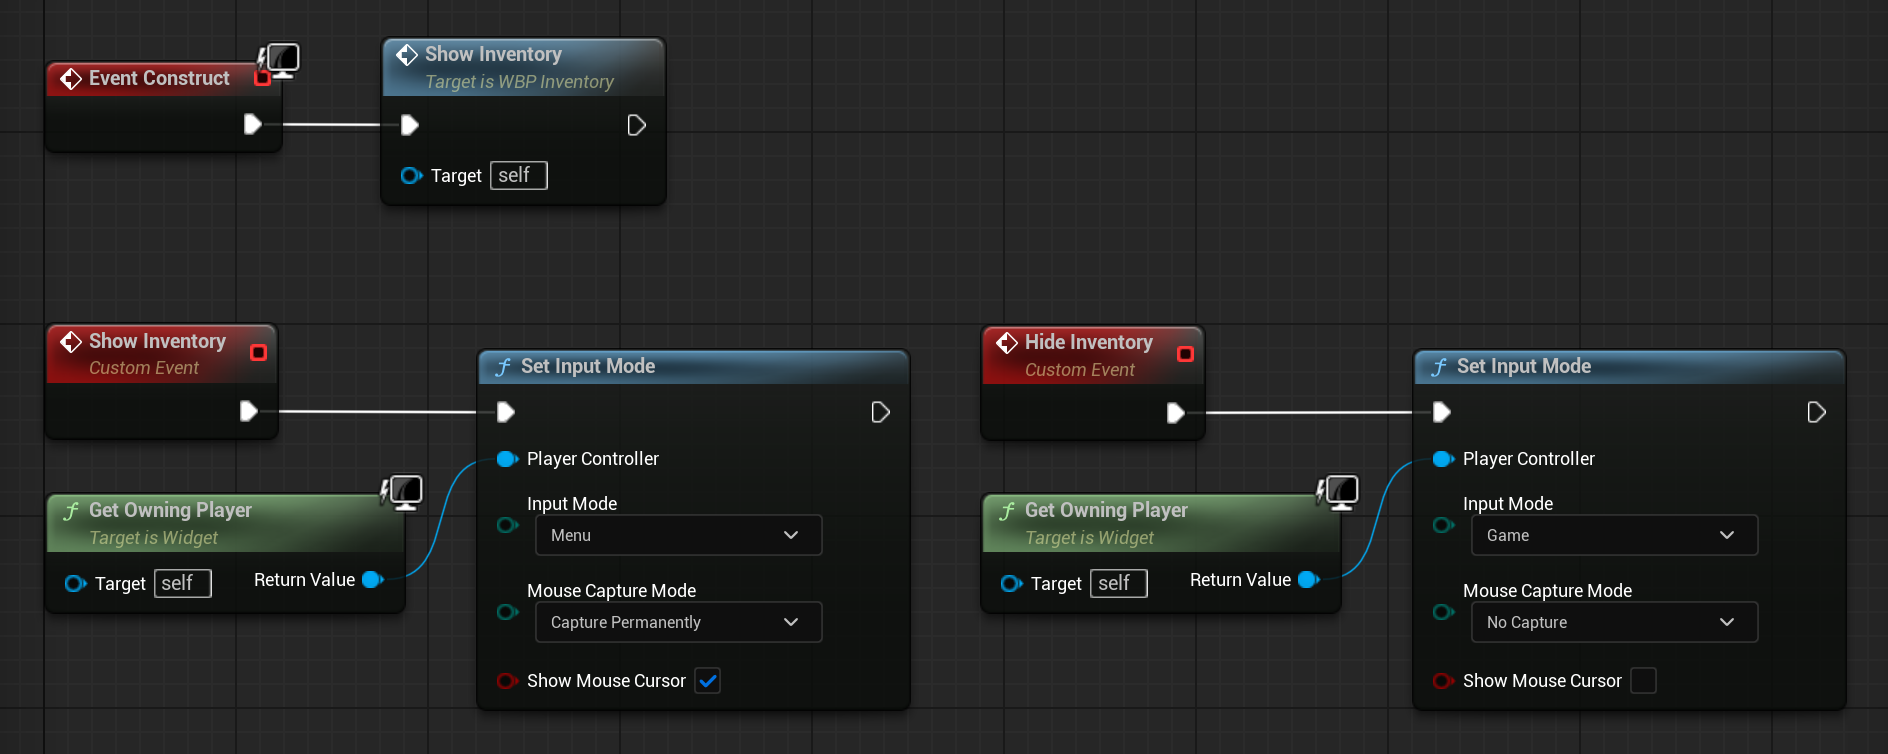 Event Construct
Show Inventory
Target is WBP Inventory
Target self
Show Inventory
Custom Event
Set Input Mode
Player Controller
Input Mode
Menu
Mouse Capture Mode
Capture Permanently
Show Mouse Cursor
Get Owning Player
Target is Widget
Target self Return Value
Hide Inventory
Custom Event
Set Input Mode
Player Controller
Input Mode
Game
Mouse Capture Mode
No Capture
Show Mouse Cursor
Get Owning Player
Target is Widget
Target self Return Value